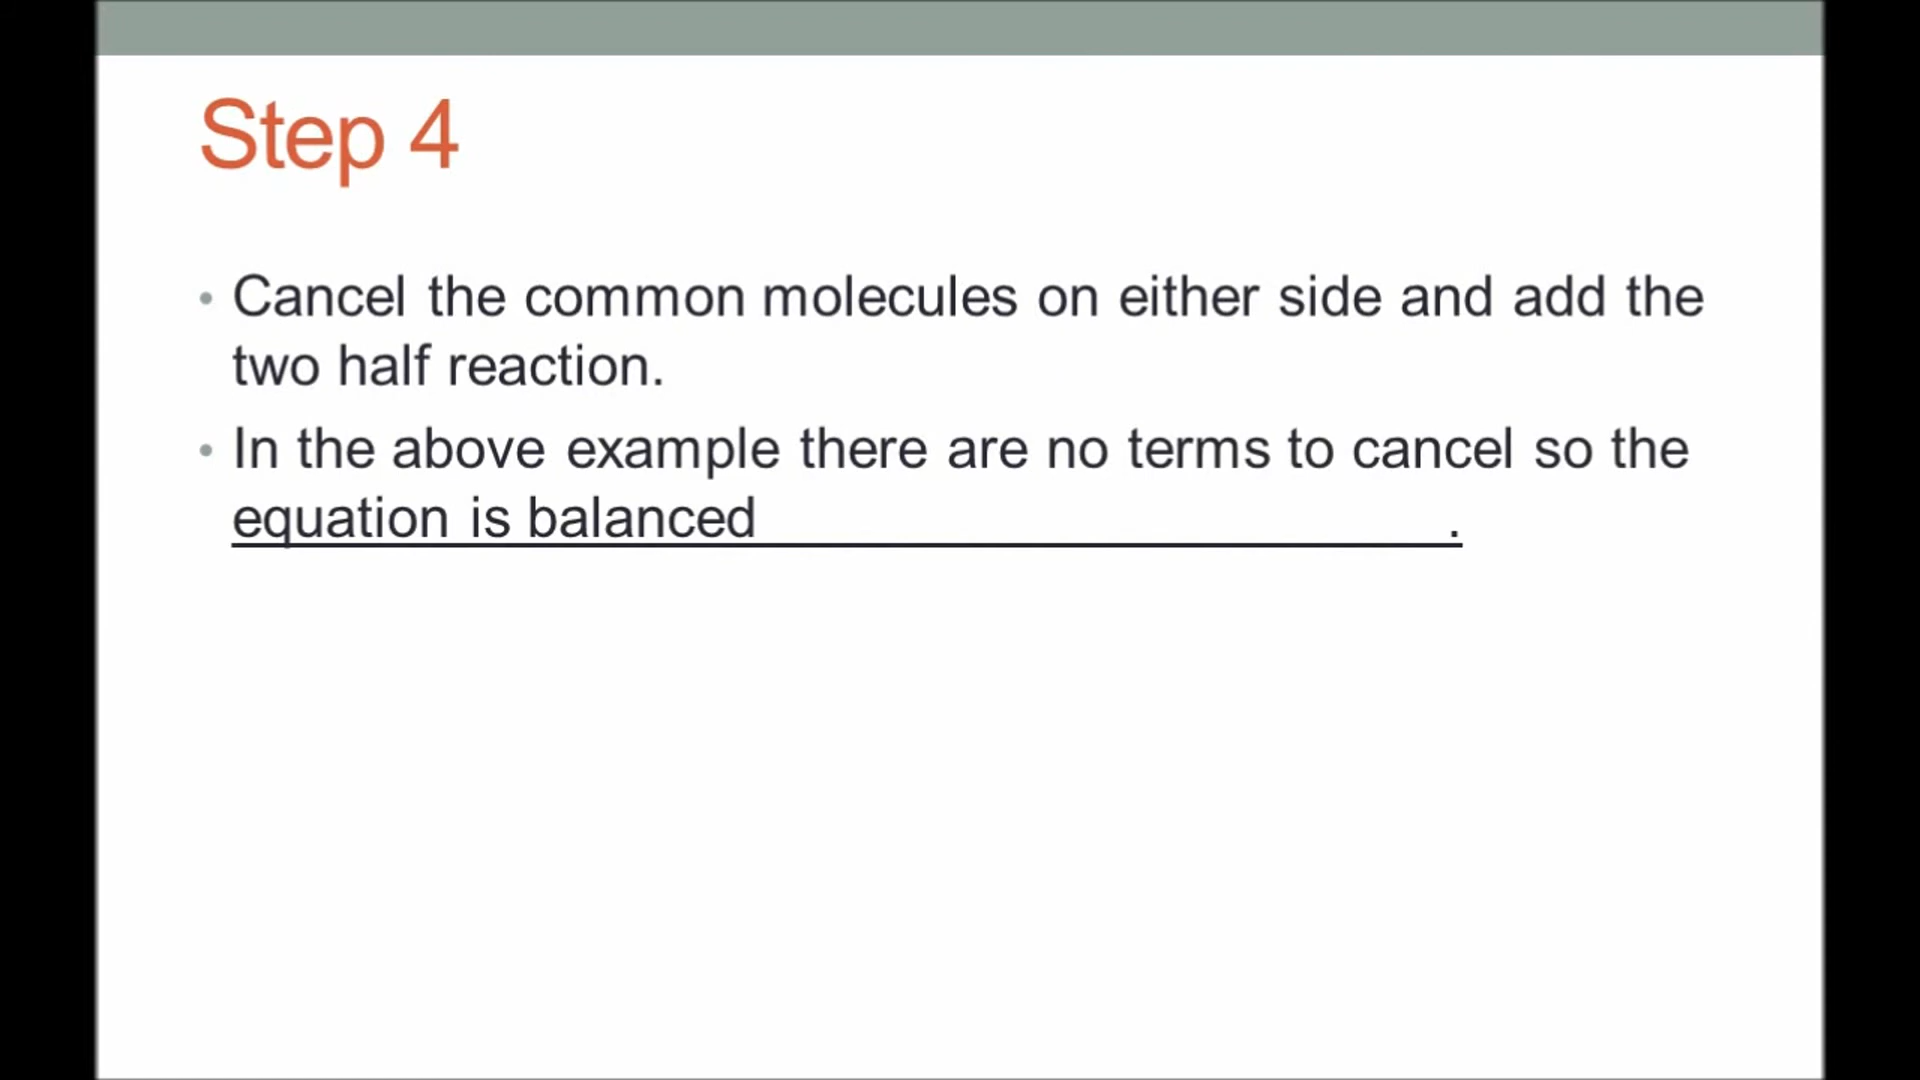 Step 4
• Cancel the common molecules on either side and add the
two half reaction.
• In the above example there are no terms to cancel so the
equation is balanced .